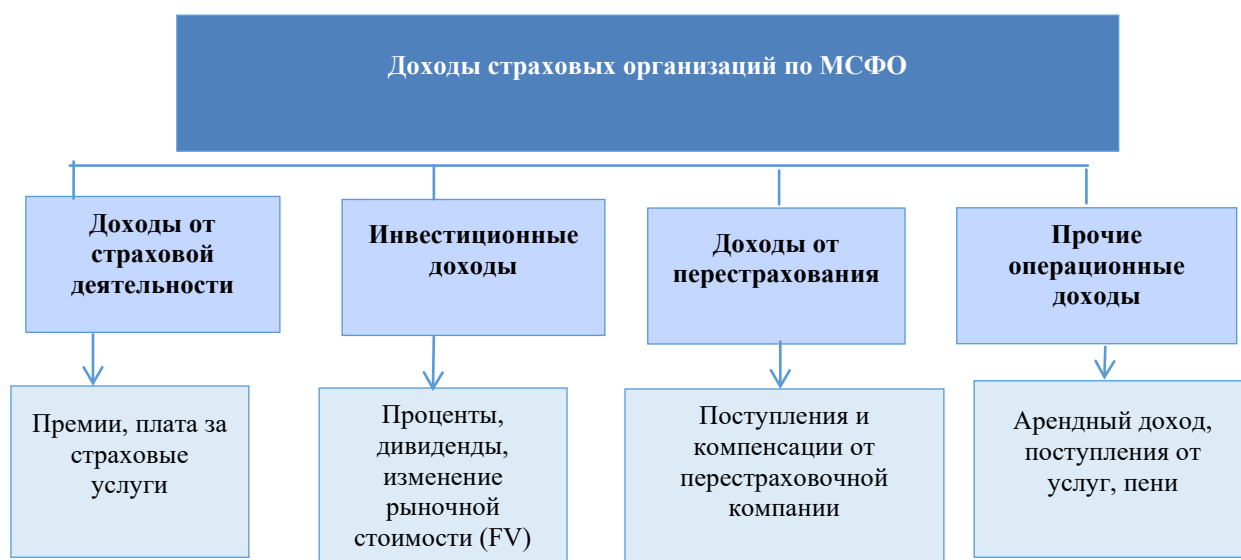 Доходы страховых организаций по МСФО
Доходы от
страховой
деятельности
Инвестиционные
доходы
Доходы от
перестрахования
Прочие
операционные
доходы
Премии, плата за
страховые
услуги
Проценты,
дивиденды,
изменение
рыночной
стоимости (FV)
Поступления и
компенсации от
перестраховочной
компании
Арендный доход,
поступления от
услуг, пени